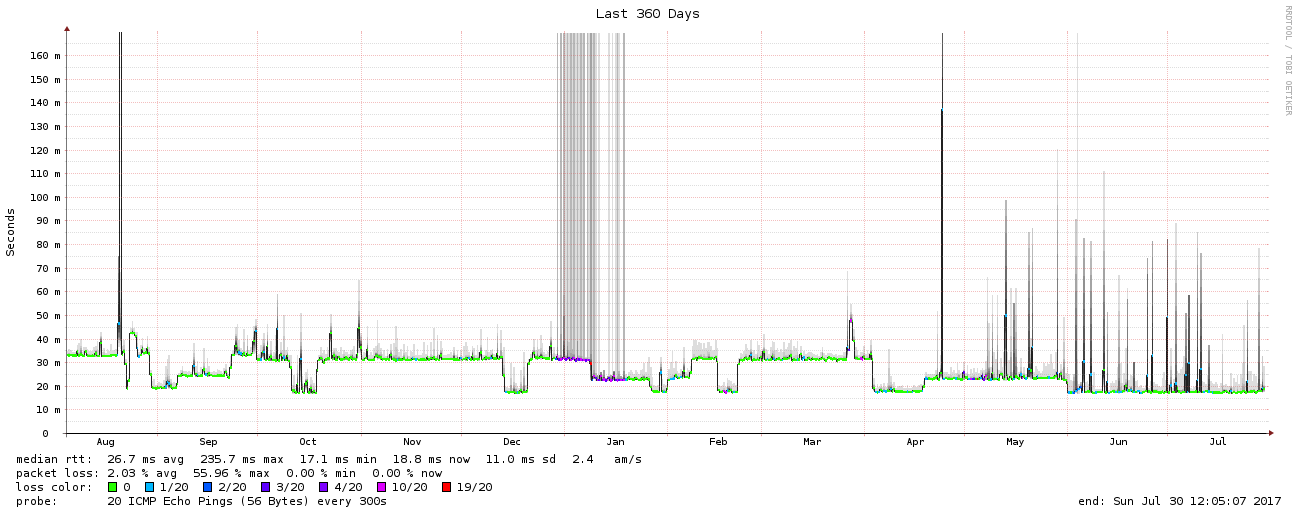 Last 360 Days
RRDTOOL / TOBI OETIKER
Seconds
160 m
150 m
140 m
130 m
120 m
110 m
100 m
90 m
80 m
70 m
60 m
50 m
40 m
30 m
20 m
10 m
0
Aug Sep Oct Nov Dec Jan Feb Mar Apr May Jun Jul
median rtt: 26.7 ms avg 235.7 ms max 17.1 ms min 18.8 ms now 11.0 ms sd 2.4 am/s
packet loss: 2.03 % avg 55.96 % max 0.00 % min 0.00 % now
loss color: 0 1/20 2/20 3/20 4/20 10/20 19/20
probe: 20 ICMP Echo Pings (56 Bytes) every 300s end: Sun Jul 30 12:05:07 2017